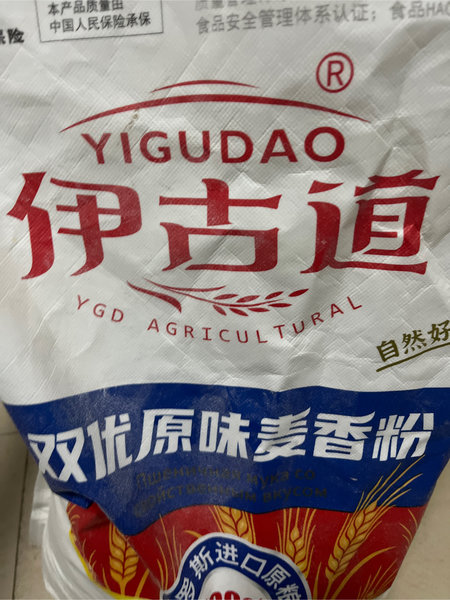 本产品质量由
中国人民保险承保
保险
食品安全管理体系认证；食品HAC
®
YIGUDAO
伊古道
YGD AGRICULTURAL
自然好
双优原味麦香粉
斯进口原粮